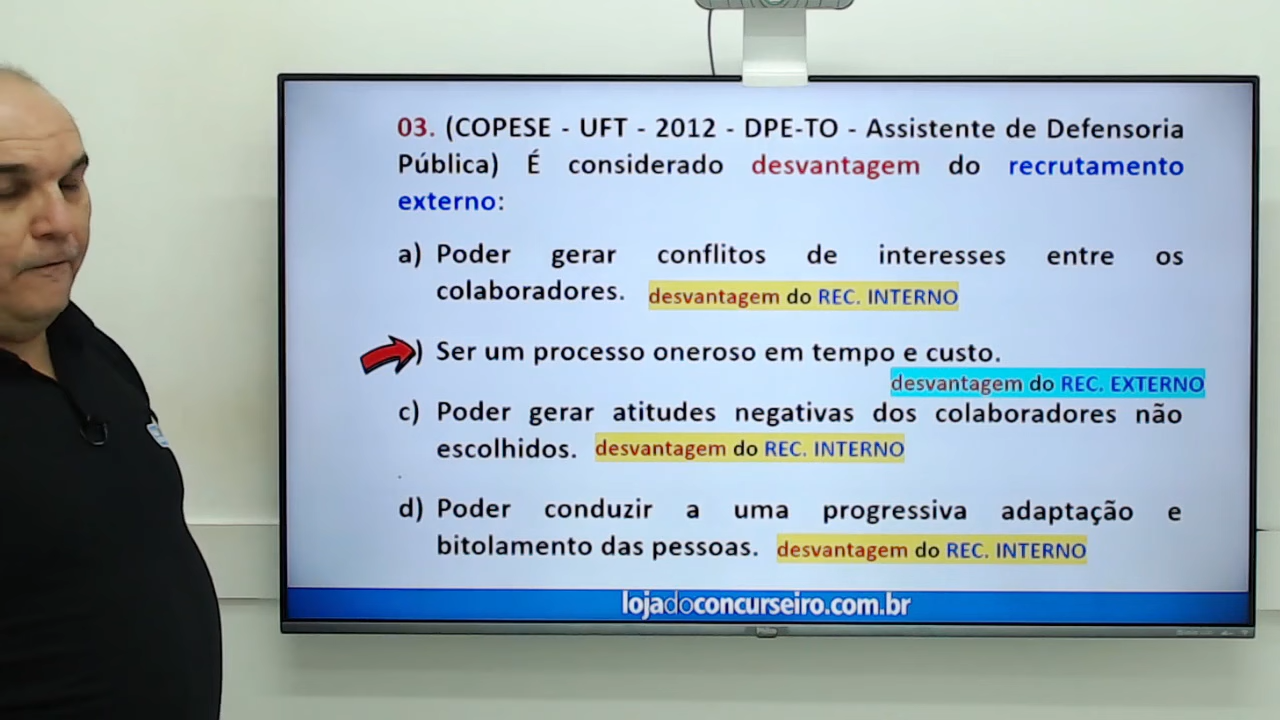 03. (COPESE - UFT - 2012 - DPE-TO - Assistente de Defensoria
Pública) É considerado desvantagem do recrutamento
externo:
a) Poder gerar conflitos de interesses entre os
colaboradores. desvantagem do REC. INTERNO
) Ser um processo oneroso em tempo e custo.
desvantagem do REC. EXTERNO
c) Poder gerar atitudes negativas dos colaboradores não
escolhidos. desvantagem do REC. INTERNO
d) Poder conduzir a uma progressiva adaptação e
bitolamento das pessoas. desvantagem do REC. INTERNO
lojadoconcurseiro.com.br